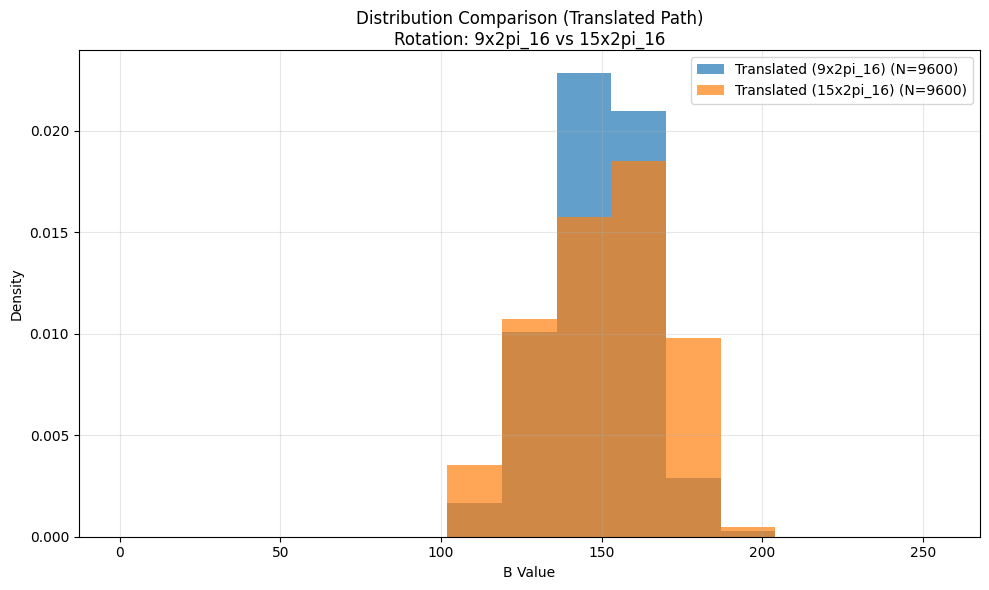 Distribution Comparison (Translated Path)
Rotation: 9x2pi_16 vs 15x2pi_16
Translated (9x2pi_16) (N=9600)
Translated (15x2pi_16) (N=9600)
Density
0.020
0.015
0.010
0.005
0.000
0 50 100 150 200 250
B Value